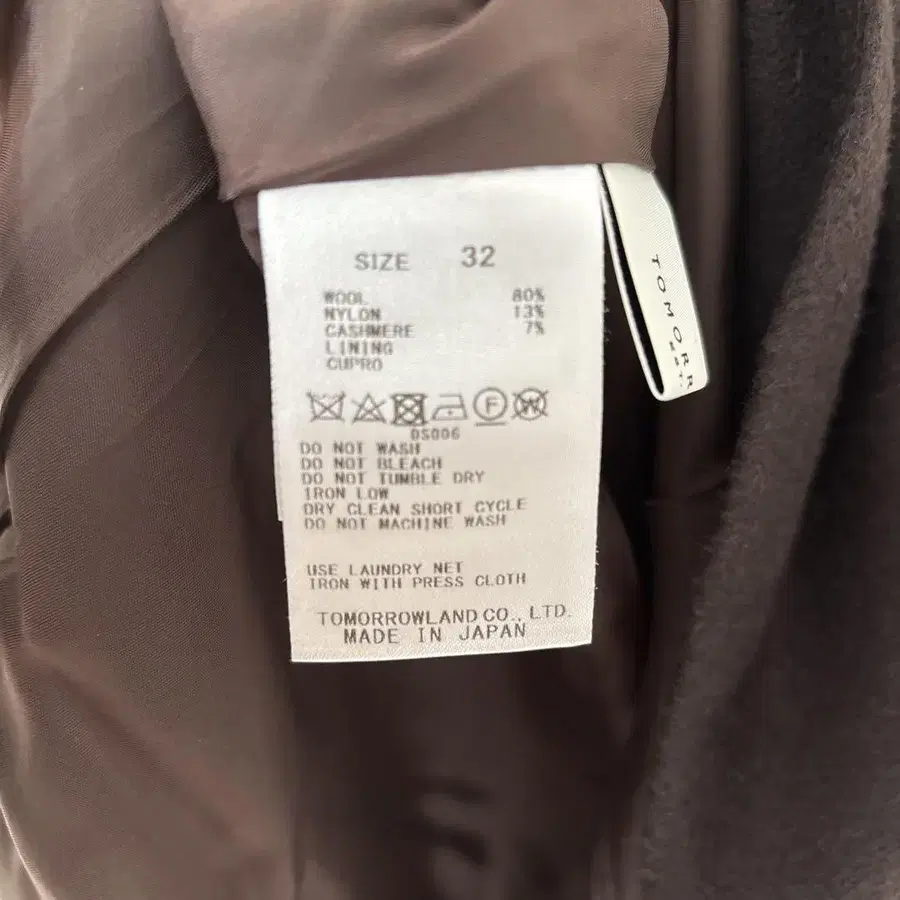 SIZE 32
WOOL 80%
NYLON 13%
CASHMERE 7%
LINING
CUPRO
F W
DS006
DO NOT WASH
DO NOT BLEACH
DO NOT TUMBLE DRY
IRON LOW
DRY CLEAN SHORT CYCLE
DO NOT MACHINE WASH
USE LAUNDRY NET
IRON WITH PRESS CLOTH
TOMORROWLAND CO., LTD.
MADE IN JAPAN
TOMORR